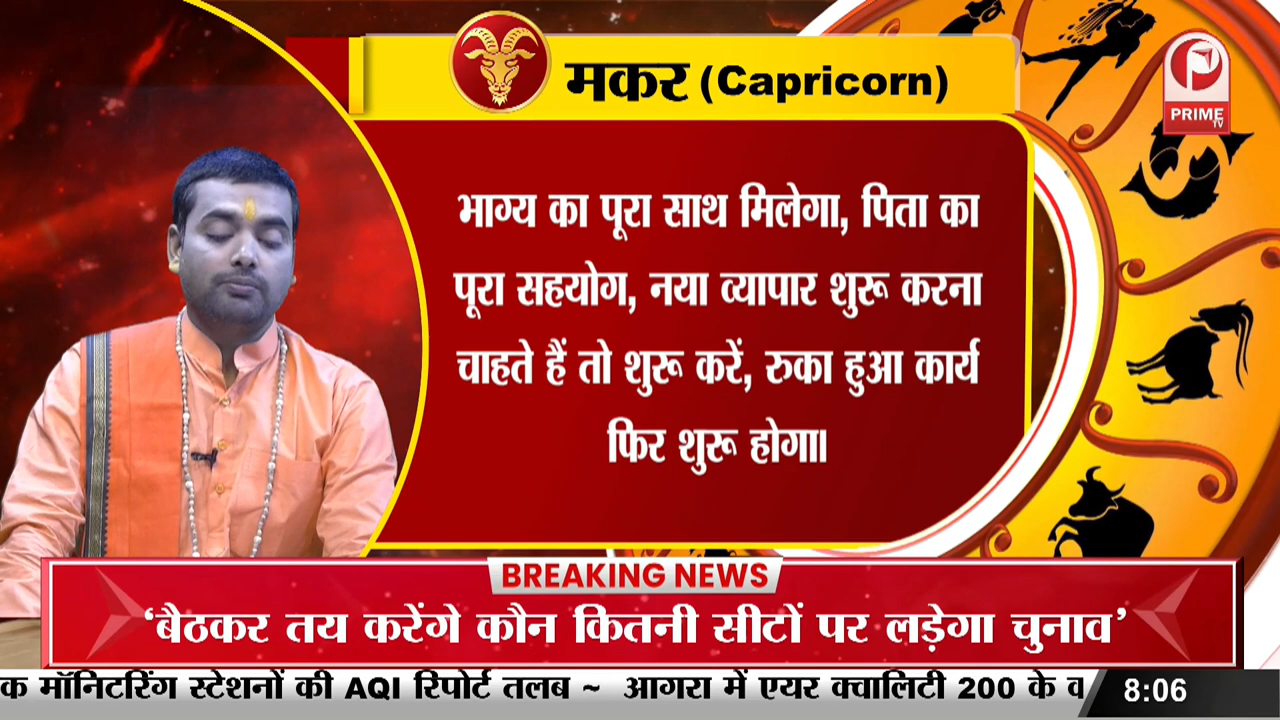 मकर (Capricorn)
PRIME
TV
भाग्य का पूरा साथ मिलेगा, पिता का
पूरा सहयोग, नया व्यापार शुरू करना
चाहते हैं तो शुरू करें, रुका हुआ कार्य
फिर शुरू होगा।
BREAKING NEWS
‘बैठकर तय करेंगे कौन कितनी सीटों पर लड़ेगा चुनाव’
क मॉनिटरिंग स्टेशनों की AQI रिपोर्ट तलब ~ आगरा में एयर क्वालिटी 200 के व
8:06